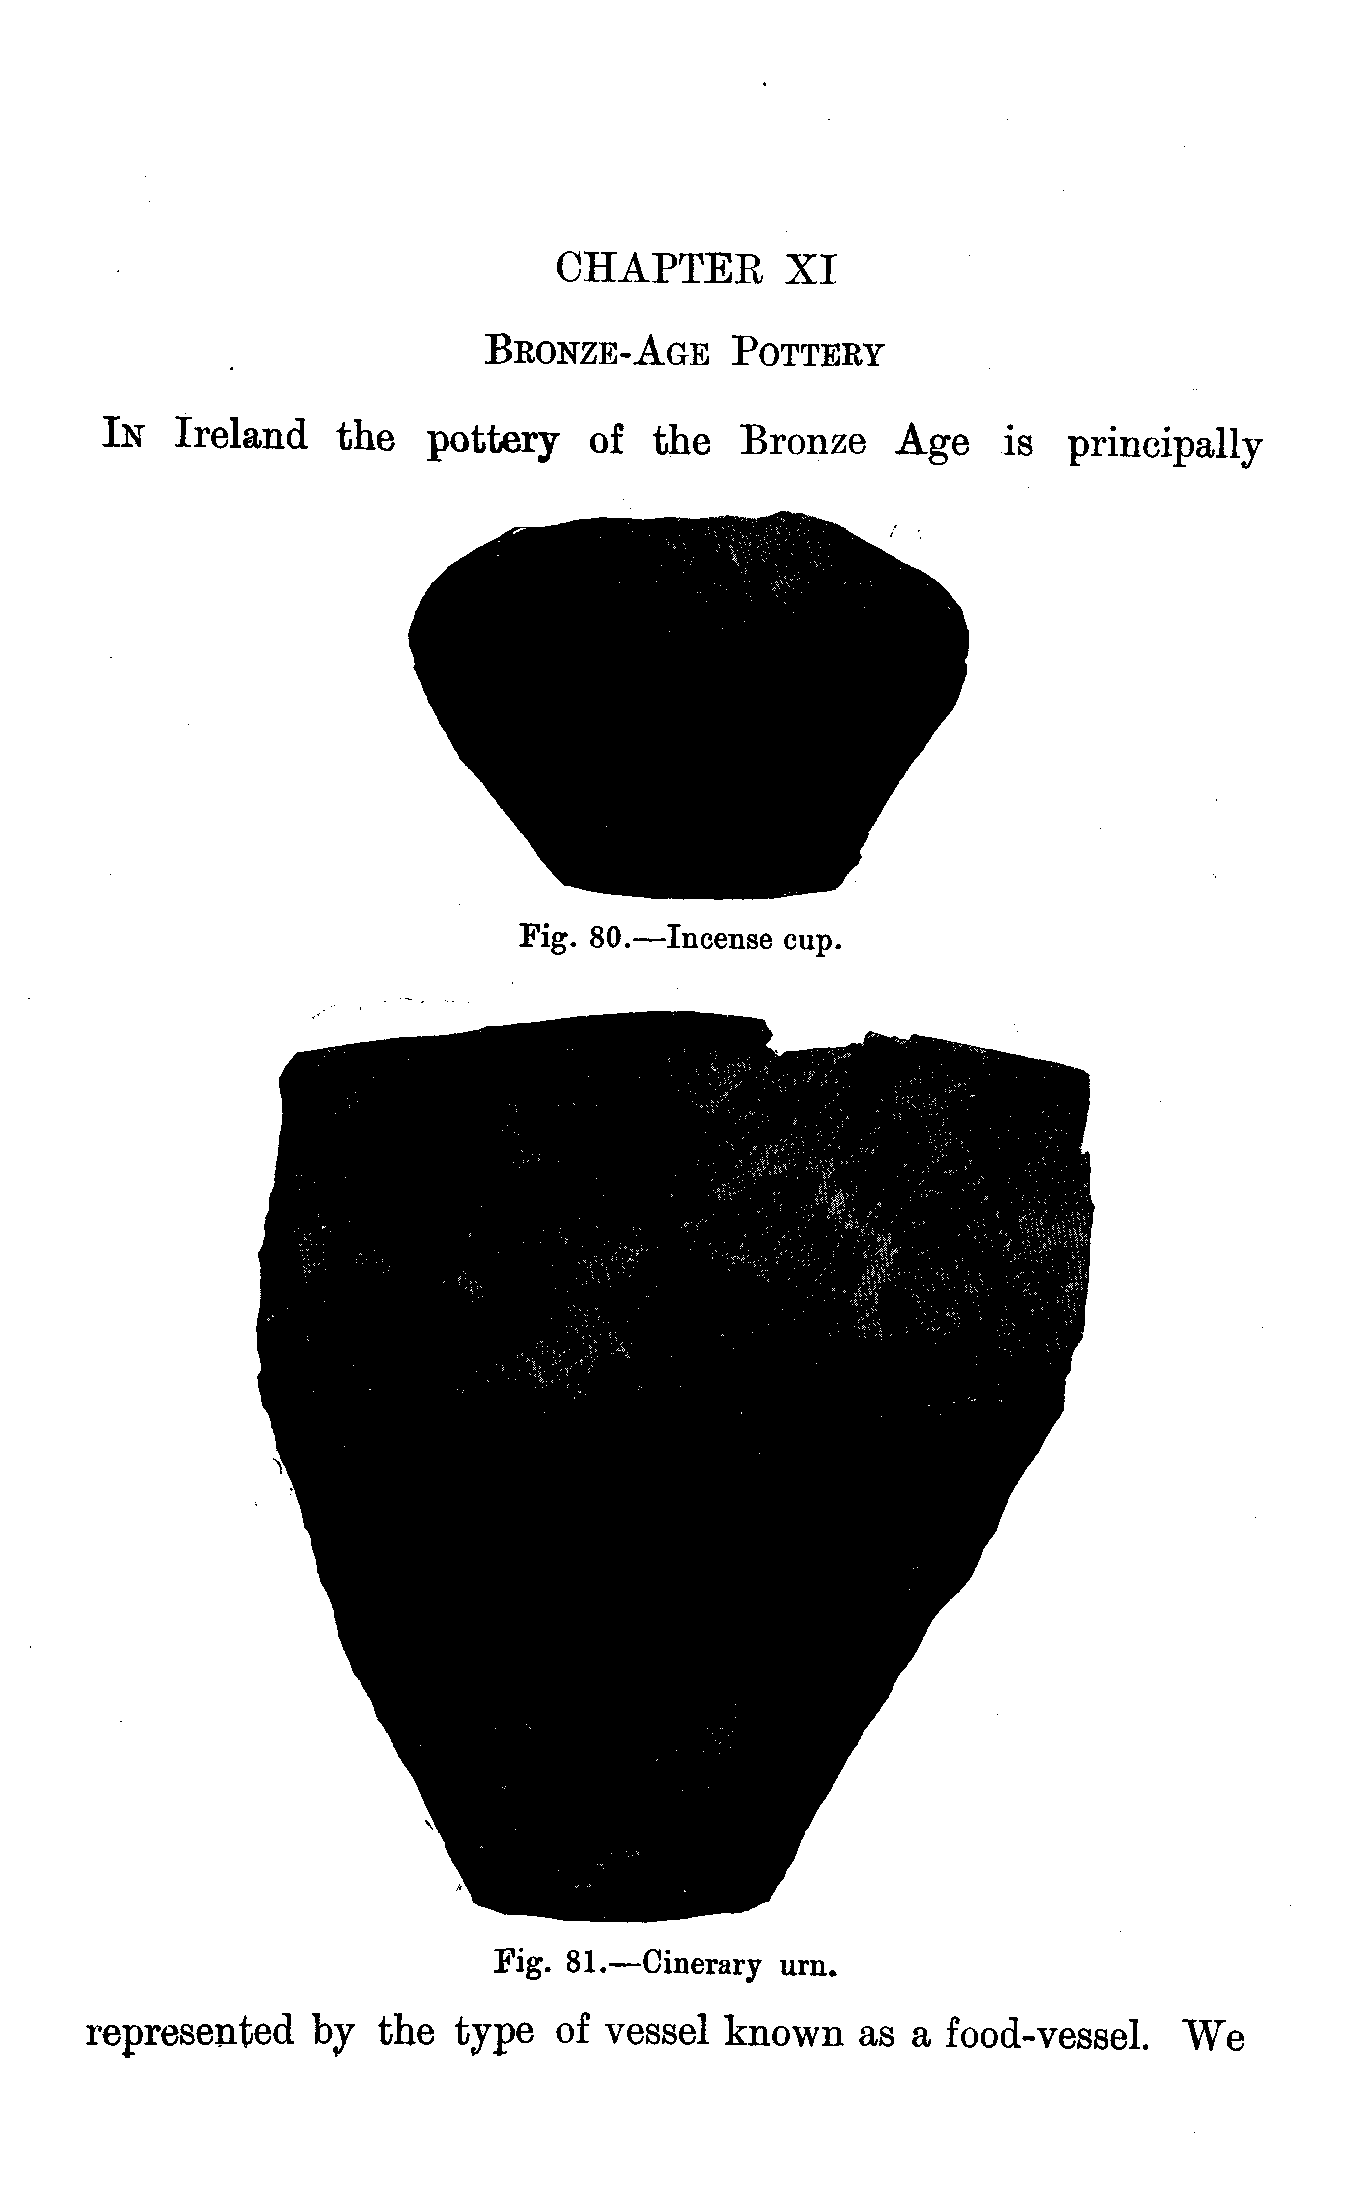 CHAPTER XI
BRONZE-AGE POTTERY
IN Ireland the pottery of the Bronze Age is principally
Fig. 80.—Incense cup.
Fig. 81.—Cinerary urn.
represented by the type of vessel known as a food-vessel. We